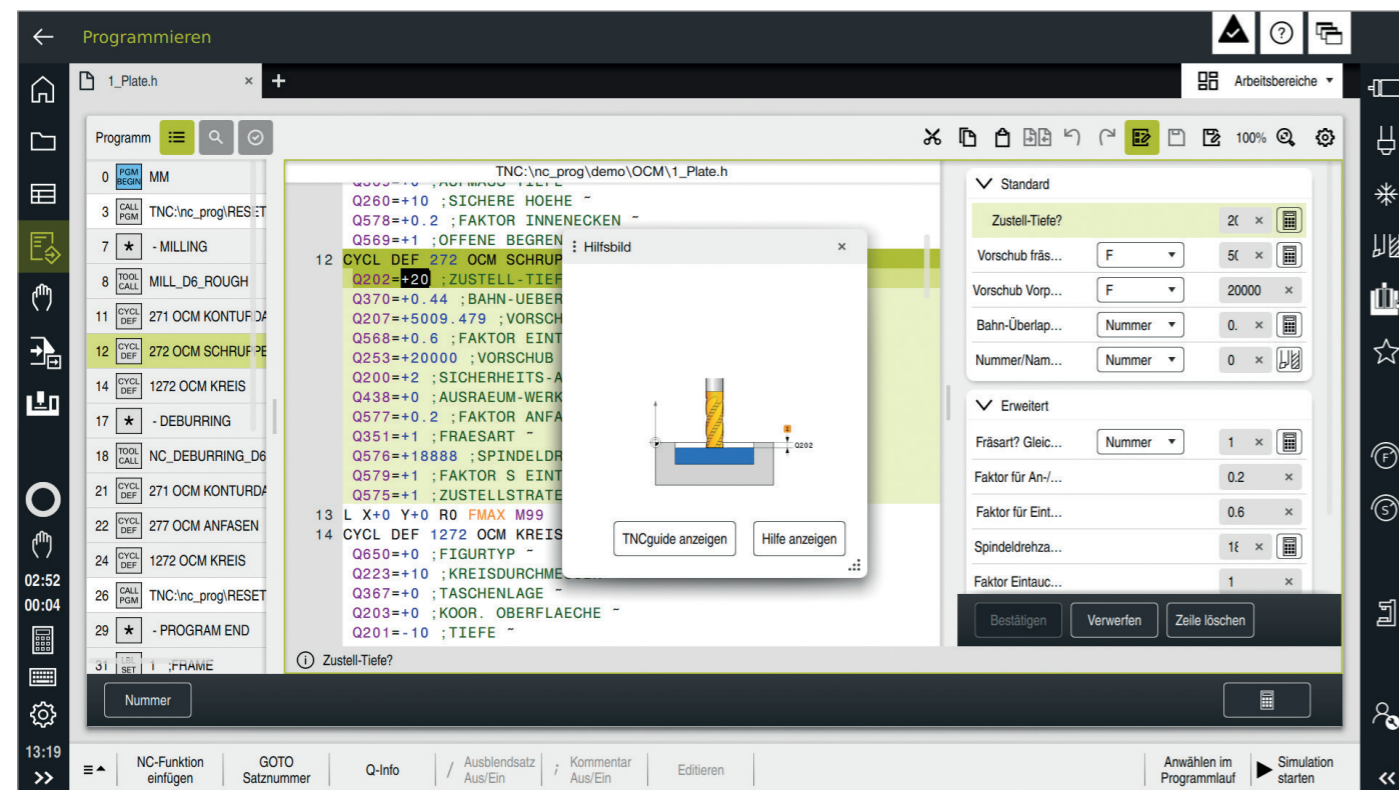 Programmieren
1_Plate.h
Arbeitsbereiche
Programm
100%
0 PGM BEGIN MM
3 CALL PGM TNC:\nc_prog\RESET
7 * - MILLING
8 TOOL CALL MILL_D6_ROUGH
11 CYCL DEF 271 OCM KONTURDA
12 CYCL DEF 272 OCM SCHRUPPE
14 CYCL DEF 1272 OCM KREIS
17 * - DEBURRING
18 TOOL CALL NC_DEBURRING_D6
21 CYCL DEF 271 OCM KONTURDA
22 CYCL DEF 277 OCM ANFASEN
24 CYCL DEF 1272 OCM KREIS
26 CALL PGM TNC:\nc_prog\RESET
29 * - PROGRAM END
31 LBL SET 1 ;FRAME
TNC:\nc_prog\demo\OCM\1_Plate.h
Q260=+10 ;SICHERE HOEHE ~
Q578=+0.2 ;FAKTOR INNENECKEN ~
Q569=+1 ;OFFENE BEGREN
12 CYCL DEF 272 OCM SCHRUP
Q202=+20 ;ZUSTELL-TIEF
Q370=+0.44 ;BAHN-UEBER
Q207=+5009.479 ;VORSCH
Q568=+0.6 ;FAKTOR EINT
Q253=+20000 ;VORSCHUB
Q200=+2 ;SICHERHEITS-A
Q438=+0 ;AUSRAEUM-WERK
Q577=+0.2 ;FAKTOR ANFA
Q351=+1 ;FRAESART ~
Q576=+18888 ;SPINDELDR
Q579=+1 ;FAKTOR S EINT
Q575=+1 ;ZUSTELLSTRATE
13 L X+0 Y+0 R0 FMAX M99
14 CYCL DEF 1272 OCM KREIS
Q650=+0 ;FIGURTYP ~
Q223=+10 ;KREISDURCHME
Q367=+0 ;TASCHENLAGE ~
Q203=+0 ;KOOR. OBERFLAECHE ~
Q201=-10 ;TIEFE ~
Zustell-Tiefe?
Hilfsbild
Q202
TNCguide anzeigen
Hilfe anzeigen
Standard
Zustell-Tiefe? 2(
Vorschub fräs... F 5(
Vorschub Vorp... F 20000
Bahn-Überlap... Nummer 0.
Nummer/Nam... Nummer 0
Erweitert
Fräsart? Gleic... Nummer 1
Faktor für An-/... 0.2
Faktor für Eint... 0.6
Spindeldrehza... 18
Faktor Eintauc... 1
Bestätigen
Verwerfen
Zeile löschen
Nummer
02:52
00:04
13:19
F
S
NC-Funktion
einfügen
GOTO
Satznummer
Q-Info
/ Ausblendsatz
Aus/Ein
; Kommentar
Aus/Ein
Editieren
Anwählen im
Programmlauf
Simulation
starten